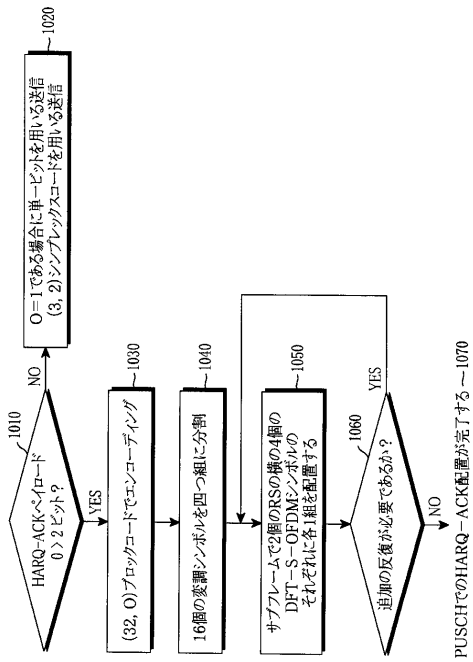 1010
HARQ-ACKペイロード
O>2ビット?
NO
1020
O=1である場合に単一ビットを用いる送信
(3, 2)シンプレックスコードを用いる送信
YES
1030
(32, O)ブロックコードでエンコーディング
1040
16個の変調シンボルを四つ組に分割
1050
サブフレームで2個のRSの横の4個の
DFT-S-OFDMシンボルの
それぞれに各1組を配置する
1060
追加の反復が必要であるか?
YES
NO
PUSCHでのHARQ-ACK配置が完了する~1070